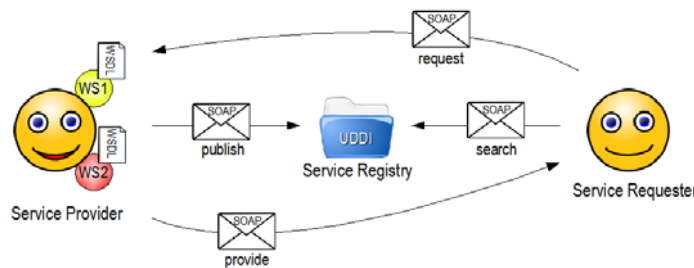 SOAP
request
WSDL
WS1
SOAP
publish
UDDI
Service Registry
SOAP
search
WSDL
WS2
Service Provider
Service Requester
SOAP
provide